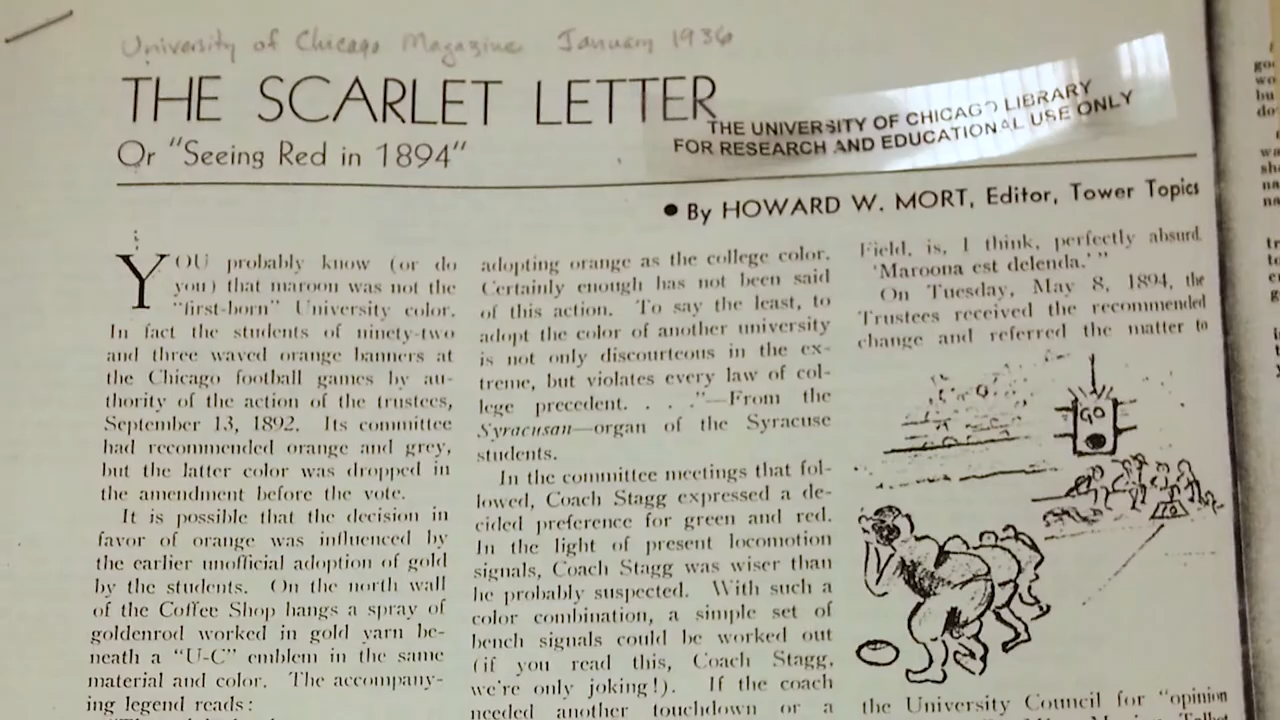 University of Chicago Magazine January 1936
THE SCARLET LETTER
Or "Seeing Red in 1894"
THE UNIVERSITY OF CHICAGO LIBRARY
FOR RESEARCH AND EDUCATIONAL USE ONLY
● By HOWARD W. MORT, Editor, Tower Topics
YOU probably know (or do
you) that maroon was not the
"first-born" University color.
In fact the students of ninety-two
and three waved orange banners at
the Chicago football games by au-
thority of the action of the trustees,
September 13, 1892. Its committee
had recommended orange and grey,
but the latter color was dropped in
the amendment before the vote.
It is possible that the decision in
favor of orange was influenced by
the earlier unofficial adoption of gold
by the students. On the north wall
of the Coffee Shop hangs a spray of
goldenrod worked in gold yarn be-
neath a "U-C" emblem in the same
material and color. The accompany-
ing legend reads:
adopting orange as the college color.
Certainly enough has not been said
of this action. To say the least, to
adopt the color of another university
is not only discourteous in the ex-
treme, but violates every law of col-
lege precedent. . . ."—From the
Syracusan—organ of the Syracuse
students.
In the committee meetings that fol-
lowed, Coach Stagg expressed a de-
cided preference for green and red.
In the light of present locomotion
signals, Coach Stagg was wiser than
he probably suspected. With such a
color combination, a simple set of
bench signals could be worked out
(if you read this, Coach Stagg,
we're only joking!). If the coach
needed another touchdown or a
Field, is, I think, perfectly absurd.
'Maroona est delenda.' "
On Tuesday, May 8, 1894, the
Trustees received the recommended
change and referred the matter to
GO
10
the University Council for "opinion